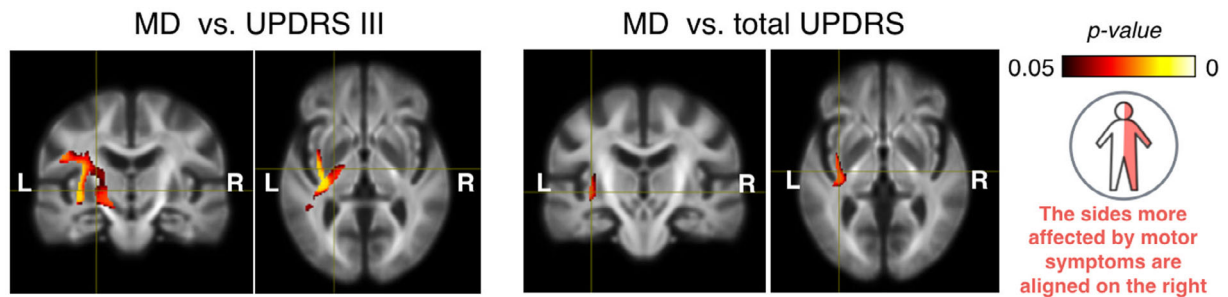 MD vs. UPDRS III
MD vs. total UPDRS
p-value
0.05
0
L
R
L
R
L
R
L
R
The sides more
affected by motor
symptoms are
aligned on the right